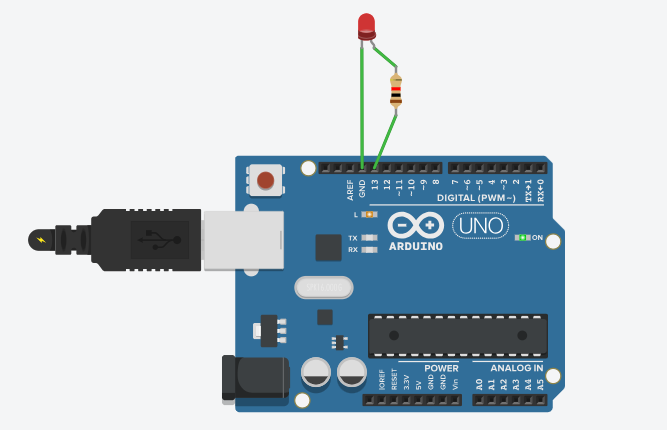 AREF
GND
13
12
~11
~10
~9
8
7
~6
~5
4
~3
2
TX→1
RX←0
DIGITAL (PWM~)
L
TX
RX
UNO
ARDUINO
ON
IOREF
RESET
3.3V
5V
GND
GND
Vin
POWER
ANALOG IN
A0
A1
A2
A3
A4
A5